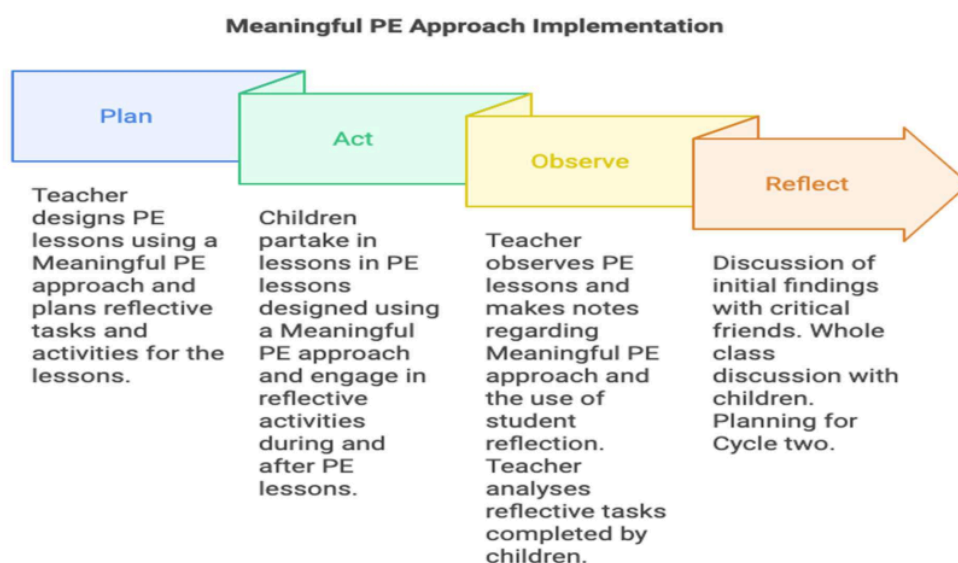 Meaningful PE Approach Implementation
Plan
Teacher
designs PE
lessons using a
Meaningful PE
approach and
plans reflective
tasks and
activities for the
lessons.
Act
Children
partake in
lessons in PE
lessons
designed using
a Meaningful
PE approach
and engage in
reflective
activities
during and
after PE
lessons.
Observe
Teacher
observes PE
lessons and
makes notes
regarding
Meaningful PE
approach and
the use of
student
reflection.
Teacher
analyses
reflective tasks
completed by
children.
Reflect
Discussion of
initial findings
with critical
friends. Whole
class
discussion with
children.
Planning for
Cycle two.